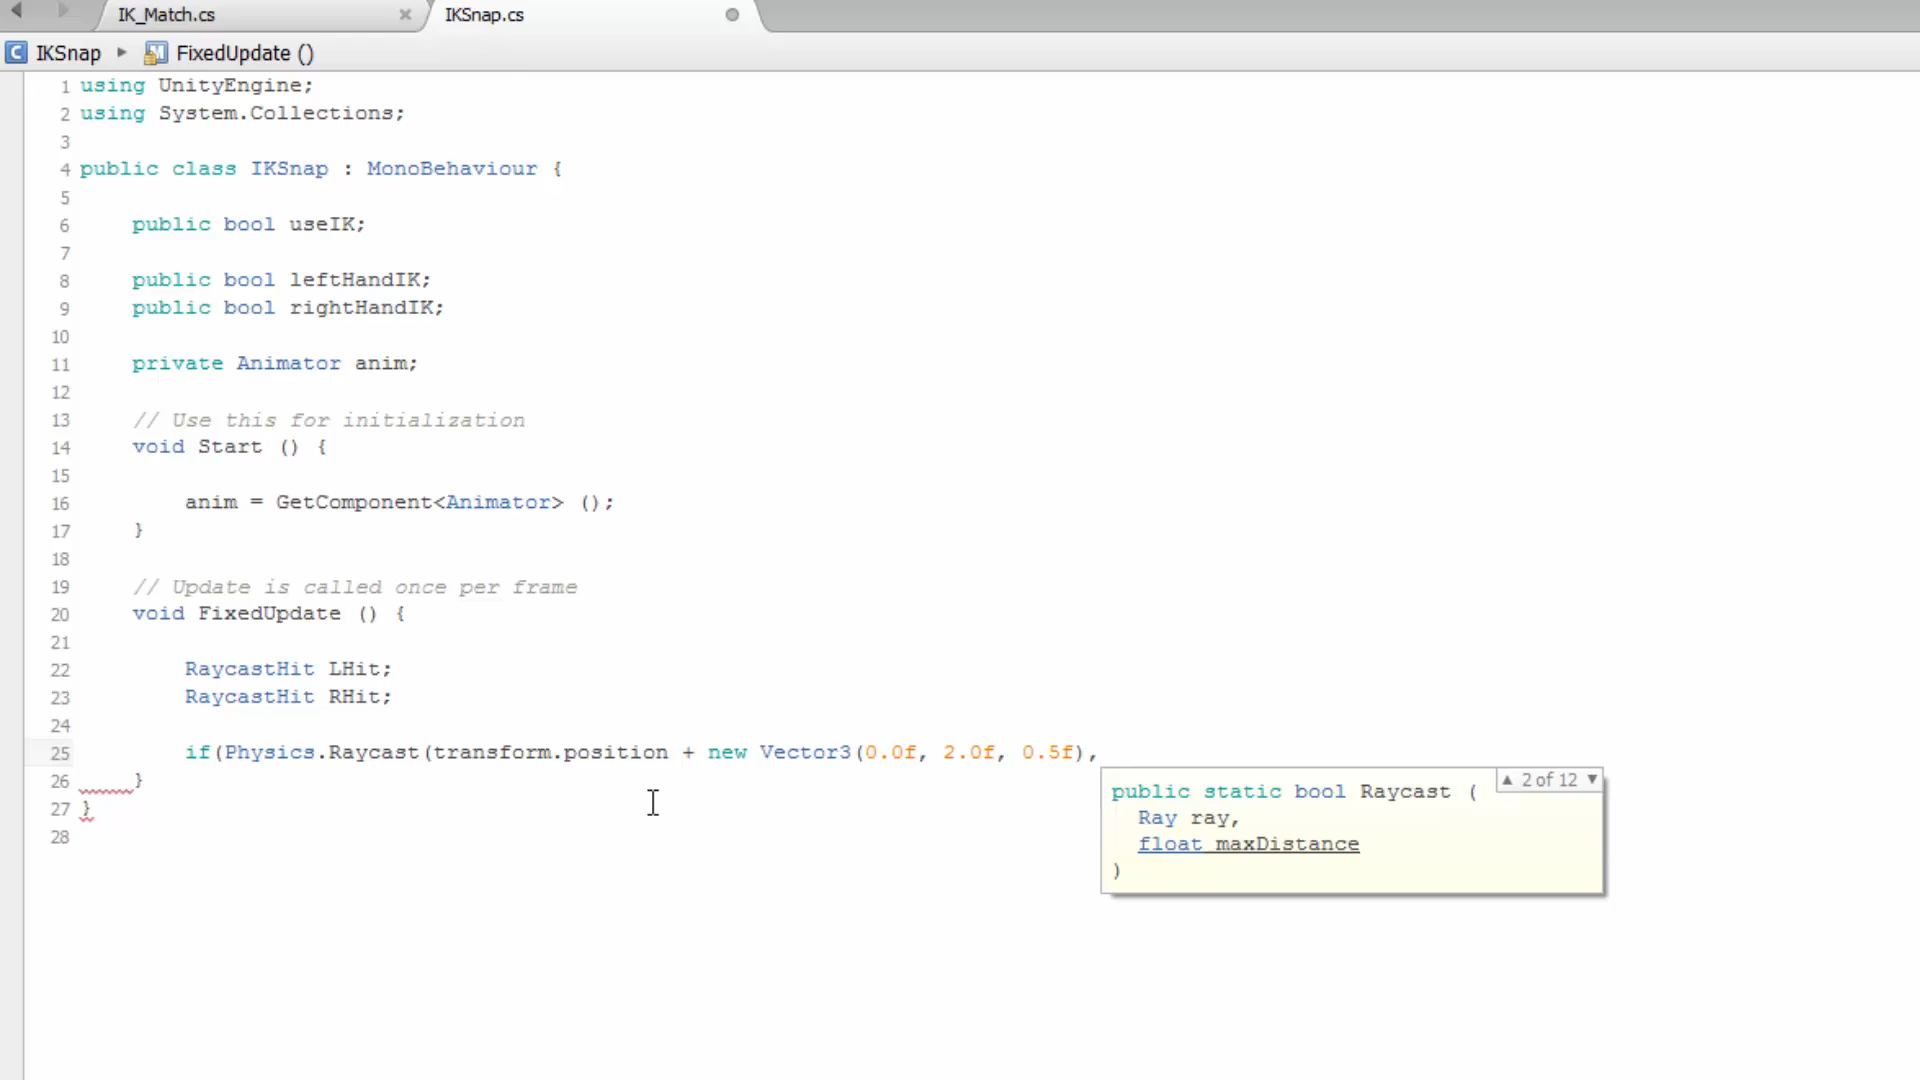 IK_Match.cs × IKSnap.cs
IKSnap ▸ FixedUpdate ()
1 using UnityEngine;
2 using System.Collections;
3
4 public class IKSnap : MonoBehaviour {
5
6 public bool useIK;
7
8 public bool leftHandIK;
9 public bool rightHandIK;
10
11 private Animator anim;
12
13 // Use this for initialization
14 void Start () {
15
16 anim = GetComponent<Animator> ();
17 }
18
19 // Update is called once per frame
20 void FixedUpdate () {
21
22 RaycastHit LHit;
23 RaycastHit RHit;
24
25 if(Physics.Raycast(transform.position + new Vector3(0.0f, 2.0f, 0.5f),
26 }
27 }
28
▲ 2 of 12 ▼
public static bool Raycast (
Ray ray,
float maxDistance
)